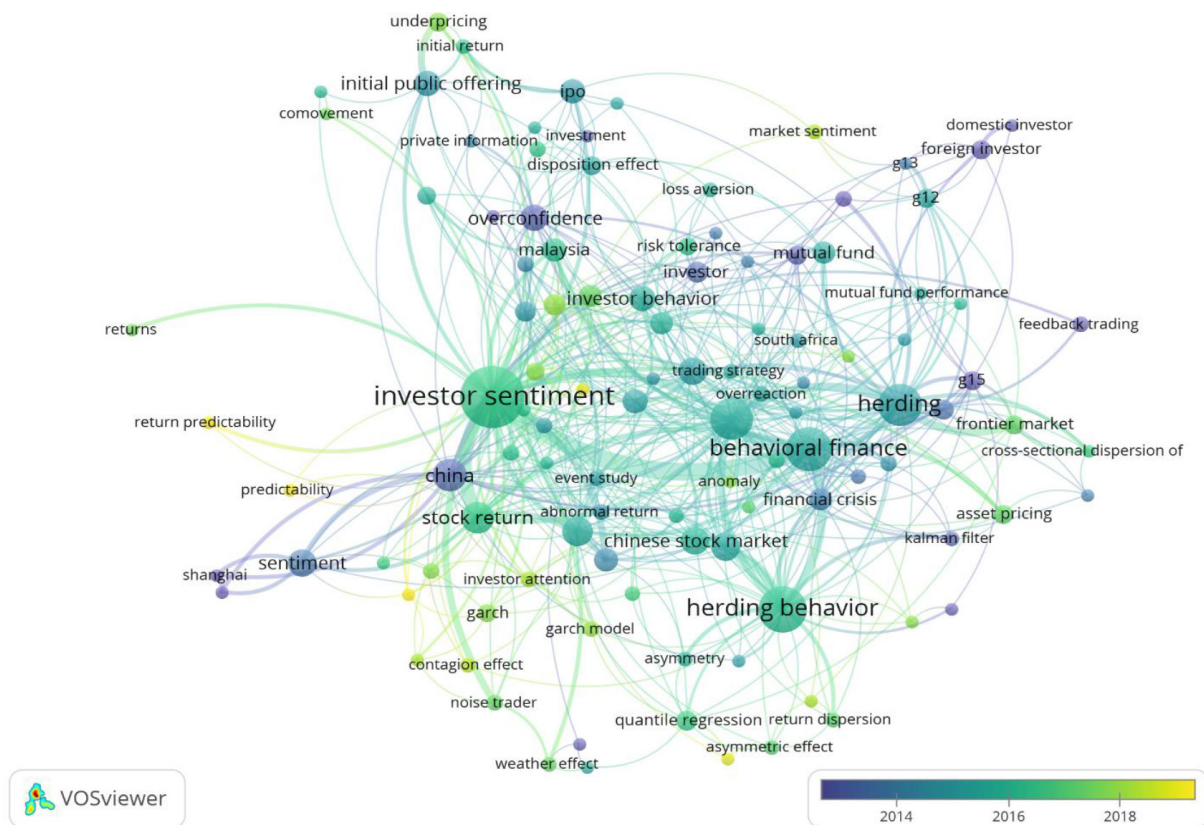 underpricing
initial return
initial public offering
ipo
comovement
private information
investment
market sentiment
domestic investor
foreign investor
disposition effect
g13
loss aversion
g12
overconfidence
malaysia
risk tolerance
mutual fund
investor
investor behavior
mutual fund performance
returns
feedback trading
south africa
trading strategy
g15
investor sentiment
overreaction
herding
return predictability
frontier market
behavioral finance
cross-sectional dispersion of
china
event study
anomaly
predictability
financial crisis
abnormal return
asset pricing
stock return
chinese stock market
kalman filter
sentiment
shanghai
investor attention
garch
herding behavior
garch model
contagion effect
asymmetry
noise trader
quantile regression
return dispersion
asymmetric effect
weather effect
VOSviewer
2014
2016
2018